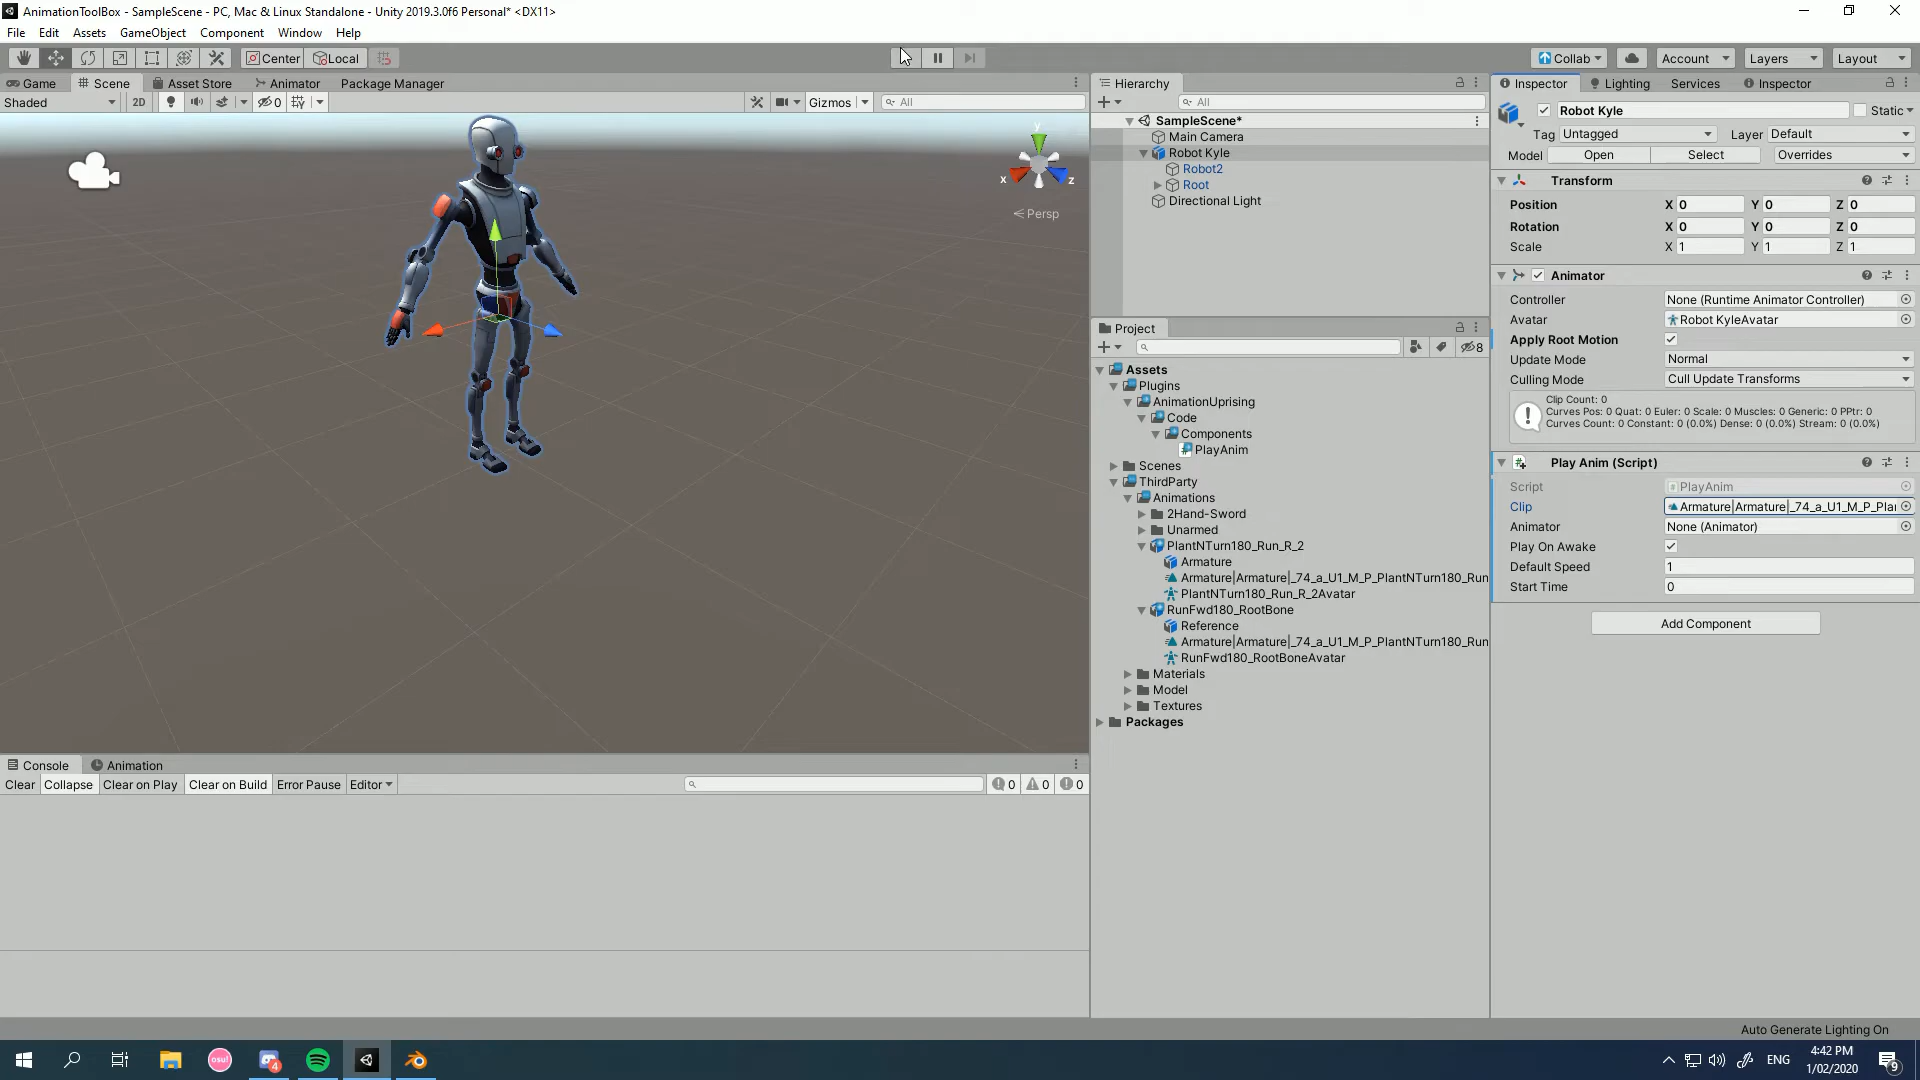 AnimationToolBox - SampleScene - PC, Mac & Linux Standalone - Unity 2019.3.0f6 Personal* <DX11>
File Edit Assets GameObject Component Window Help
Center Local Collab Account Layers Layout
Game Scene Asset Store Animator Package Manager
Shaded 2D 0 Gizmos All
y
x z
Persp
Hierarchy
All
SampleScene*
Main Camera
Robot Kyle
Robot2
Root
Directional Light
Project
8
Assets
Plugins
AnimationUprising
Code
Components
PlayAnim
Scenes
ThirdParty
Animations
2Hand-Sword
Unarmed
PlantNTurn180_Run_R_2
Armature
Armature|Armature|_74_a_U1_M_P_PlantNTurn180_Run
PlantNTurn180_Run_R_2Avatar
RunFwd180_RootBone
Reference
Armature|Armature|_74_a_U1_M_P_PlantNTurn180_Run
RunFwd180_RootBoneAvatar
Materials
Model
Textures
Packages
Inspector Lighting Services Inspector
Robot Kyle Static
Tag Untagged Layer Default
Model Open Select Overrides
Transform
Position X 0 Y 0 Z 0
Rotation X 0 Y 0 Z 0
Scale X 1 Y 1 Z 1
Animator
Controller None (Runtime Animator Controller)
Avatar Robot KyleAvatar
Apply Root Motion
Update Mode Normal
Culling Mode Cull Update Transforms
Clip Count: 0
Curves Pos: 0 Quat: 0 Euler: 0 Scale: 0 Muscles: 0 Generic: 0 PPtr: 0
Curves Count: 0 Constant: 0 (0.0%) Dense: 0 (0.0%) Stream: 0 (0.0%)
Play Anim (Script)
Script PlayAnim
Clip Armature|Armature|_74_a_U1_M_P_Pla
Animator None (Animator)
Play On Awake
Default Speed 1
Start Time 0
Add Component
Console Animation
Clear Collapse Clear on Play Clear on Build Error Pause Editor 0 0 0
Auto Generate Lighting On
osu!
4
ENG
4:42 PM
1/02/2020
9